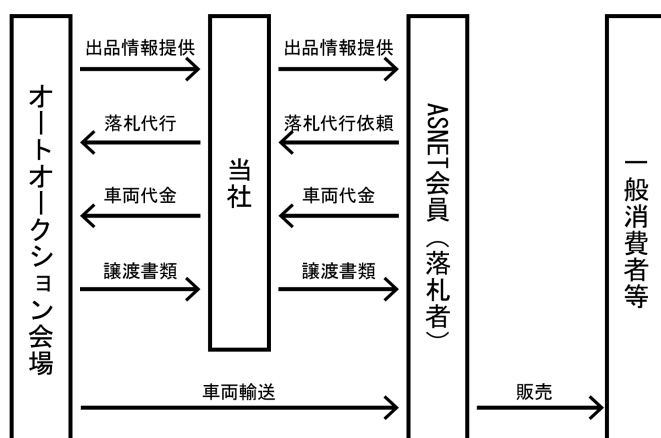 オートオークション会場
出品情報提供
落札代行
車両代金
譲渡書類
当社
出品情報提供
落札代行依頼
車両代金
譲渡書類
車両輸送
ASNET会員（落札者）
販売
一般消費者等